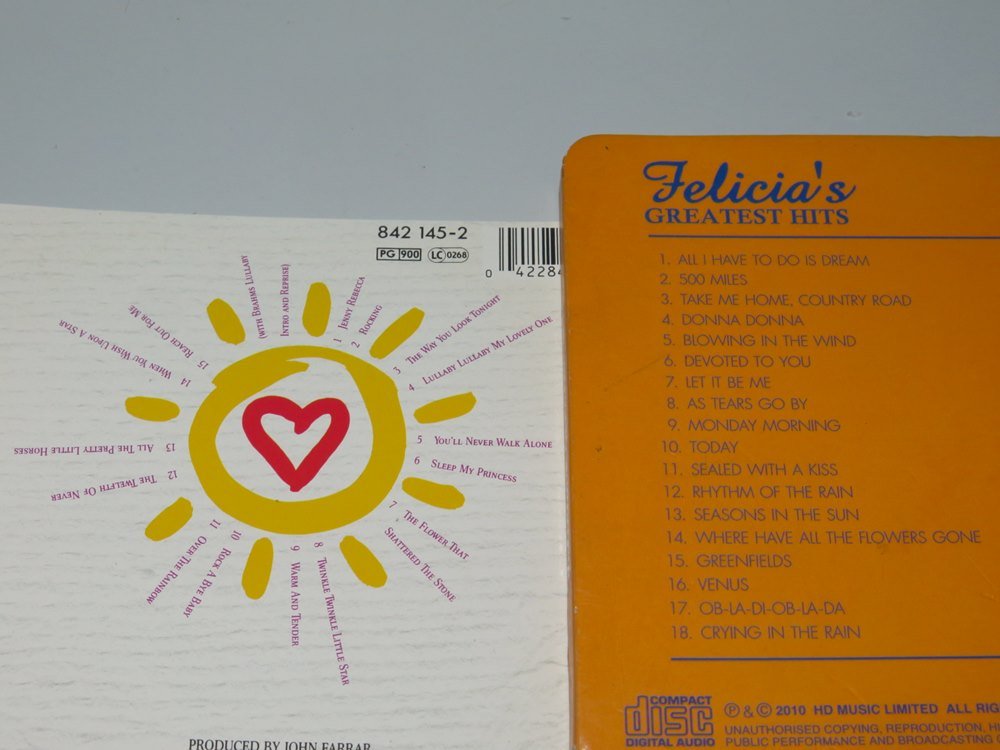 842 145-2
PG 900
LC 0268
0 42284
1 JENNY REBECCA
2 ROCKING
3 THE WAY YOU LOOK TONIGHT
4 LULLABY LULLABY MY LOVELY ONE
5 YOU'LL NEVER WALK ALONE
6 SLEEP MY PRINCESS
7 THE FLOWER THAT
SHATTERED THE STONE
8 TWINKLE TWINKLE LITTLE STAR
9 WARM AND TENDER
10 ROCK A BYE BABY
11 OVER THE RAINBOW
12 THE TWELFTH OF NEVER
13 ALL THE PRETTY LITTLE HORSES
14 WHEN YOU WISH UPON A STAR
15 REACH OUT FOR ME
(WITH BRAHMS LULLABY
INTRO AND REPRISE)
PRODUCED BY JOHN FARRAR
Felicia's
GREATEST HITS
1. ALL I HAVE TO DO IS DREAM
2. 500 MILES
3. TAKE ME HOME, COUNTRY ROAD
4. DONNA DONNA
5. BLOWING IN THE WIND
6. DEVOTED TO YOU
7. LET IT BE ME
8. AS TEARS GO BY
9. MONDAY MORNING
10. TODAY
11. SEALED WITH A KISS
12. RHYTHM OF THE RAIN
13. SEASONS IN THE SUN
14. WHERE HAVE ALL THE FLOWERS GONE
15. GREENFIELDS
16. VENUS
17. OB-LA-DI-OB-LA-DA
18. CRYING IN THE RAIN
COMPACT
disc
DIGITAL AUDIO
℗ & © 2010 HD MUSIC LIMITED ALL RIG
UNAUTHORISED COPYING, REPRODUCTION, H
PUBLIC PERFORMANCE AND BROADCASTING